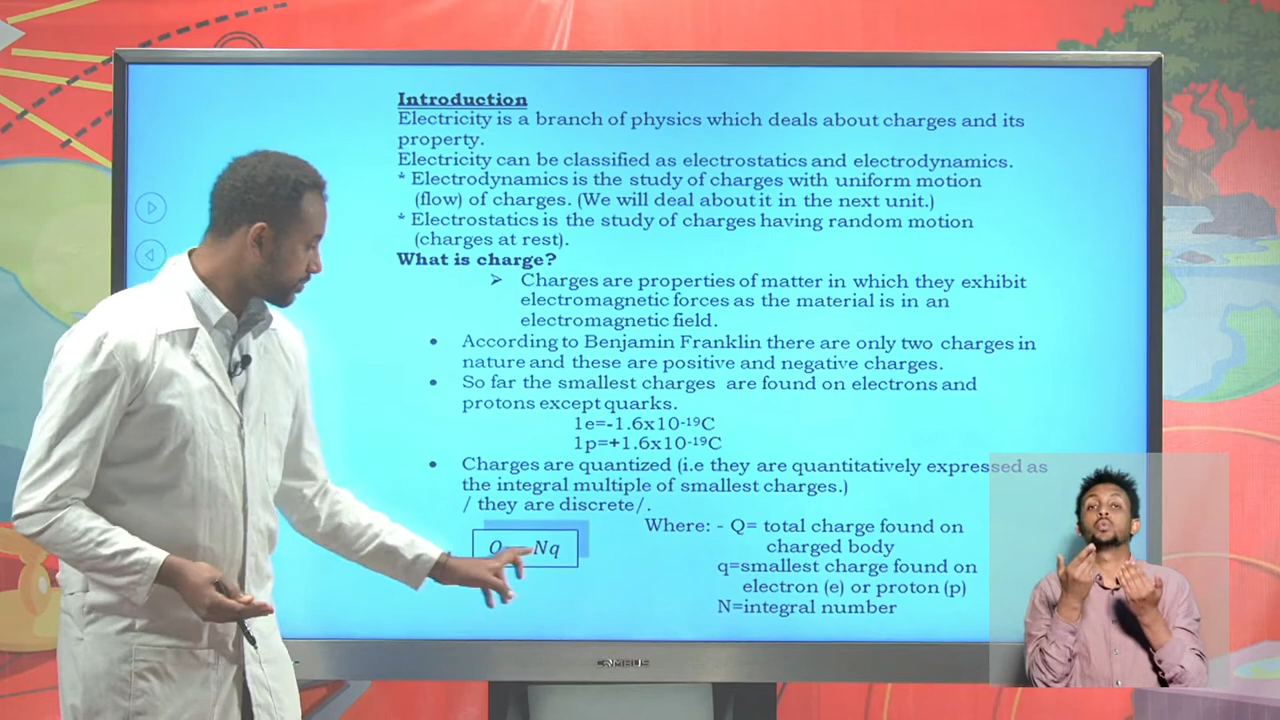 Introduction
Electricity is a branch of physics which deals about charges and its
property.
Electricity can be classified as electrostatics and electrodynamics.
* Electrodynamics is the study of charges with uniform motion
(flow) of charges. (We will deal about it in the next unit.)
* Electrostatics is the study of charges having random motion
(charges at rest).
What is charge?
➢ Charges are properties of matter in which they exhibit
electromagnetic forces as the material is in an
electromagnetic field.
• According to Benjamin Franklin there are only two charges in
nature and these are positive and negative charges.
• So far the smallest charges are found on electrons and
protons except quarks.
1e=-1.6x10⁻¹⁹C
1p=+1.6x10⁻¹⁹C
• Charges are quantized (i.e they are quantitatively expressed as
the integral multiple of smallest charges.)
/ they are discrete/.
Q = Nq
Where: - Q= total charge found on
charged body
q=smallest charge found on
electron (e) or proton (p)
N=integral number